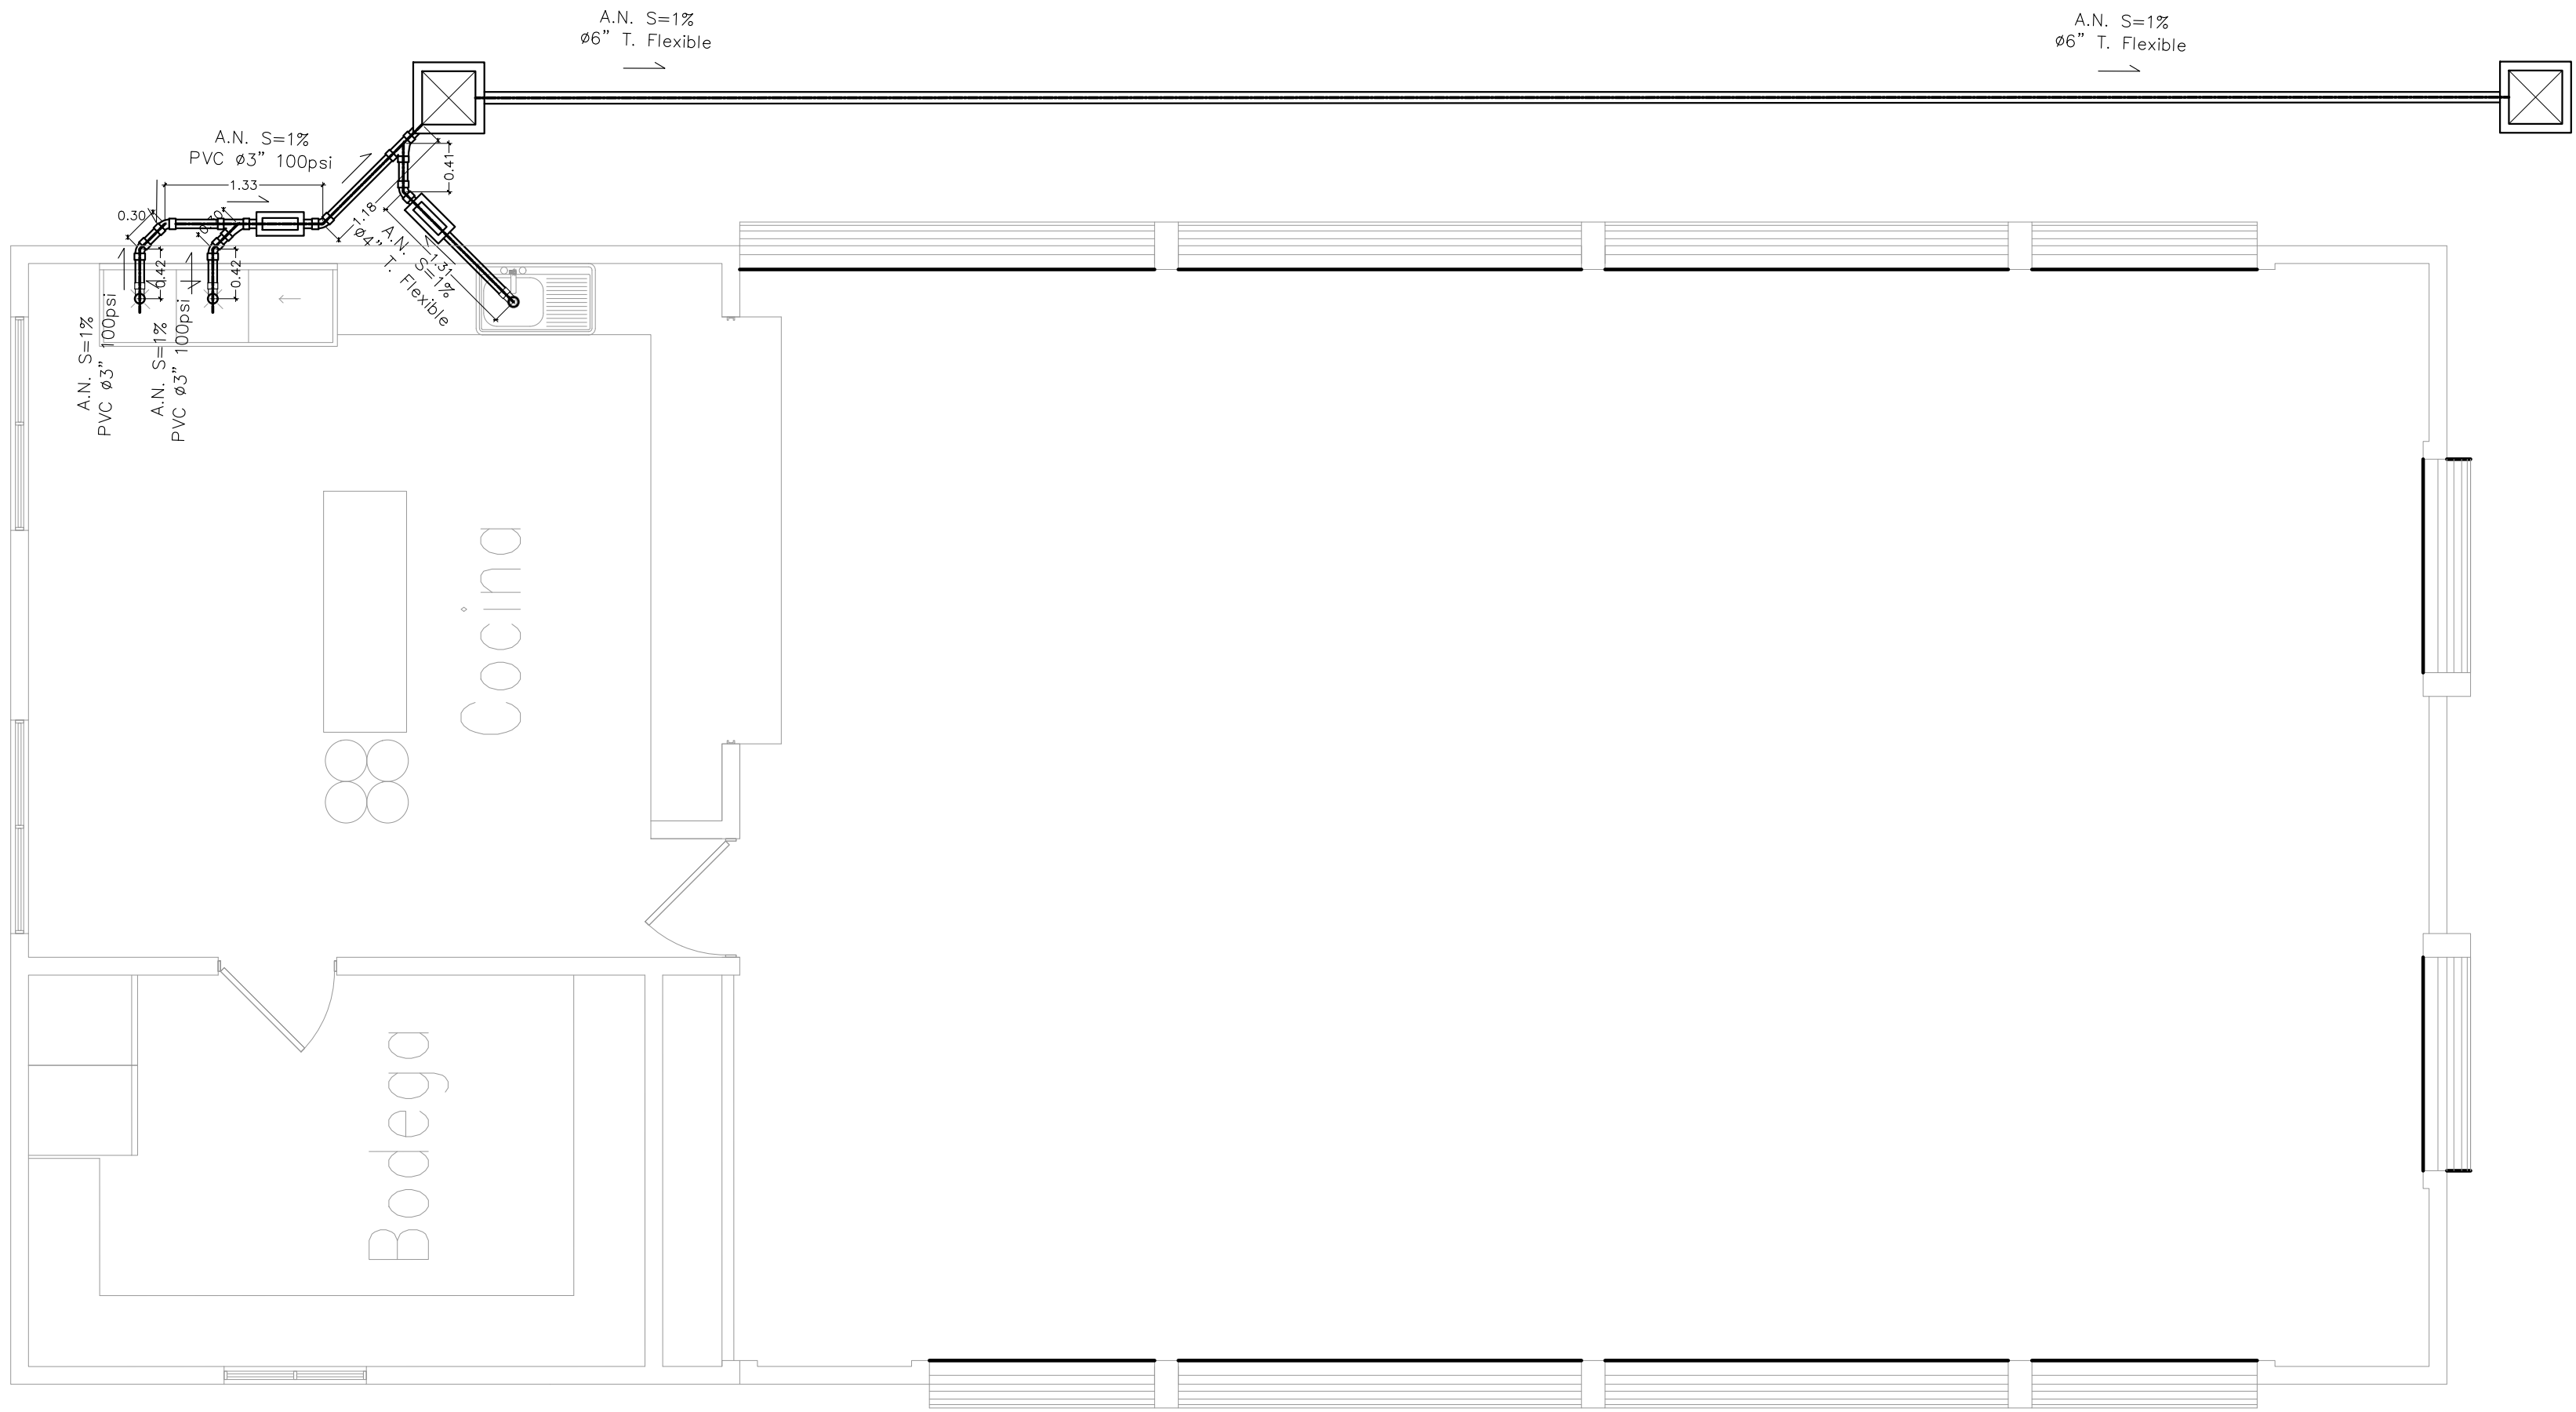 A.N. S=1%
ø6” T. Flexible
A.N. S=1%
ø6” T. Flexible
A.N. S=1%
PVC ø3” 100psi
1.33
0.41
0.30
1.18
0.42
0.42
1.31
A.N. S=1%
ø4” T. Flexible
A.N. S=1%
PVC ø3” 100psi
A.N. S=1%
PVC ø3” 100psi
Cocina
Bodega